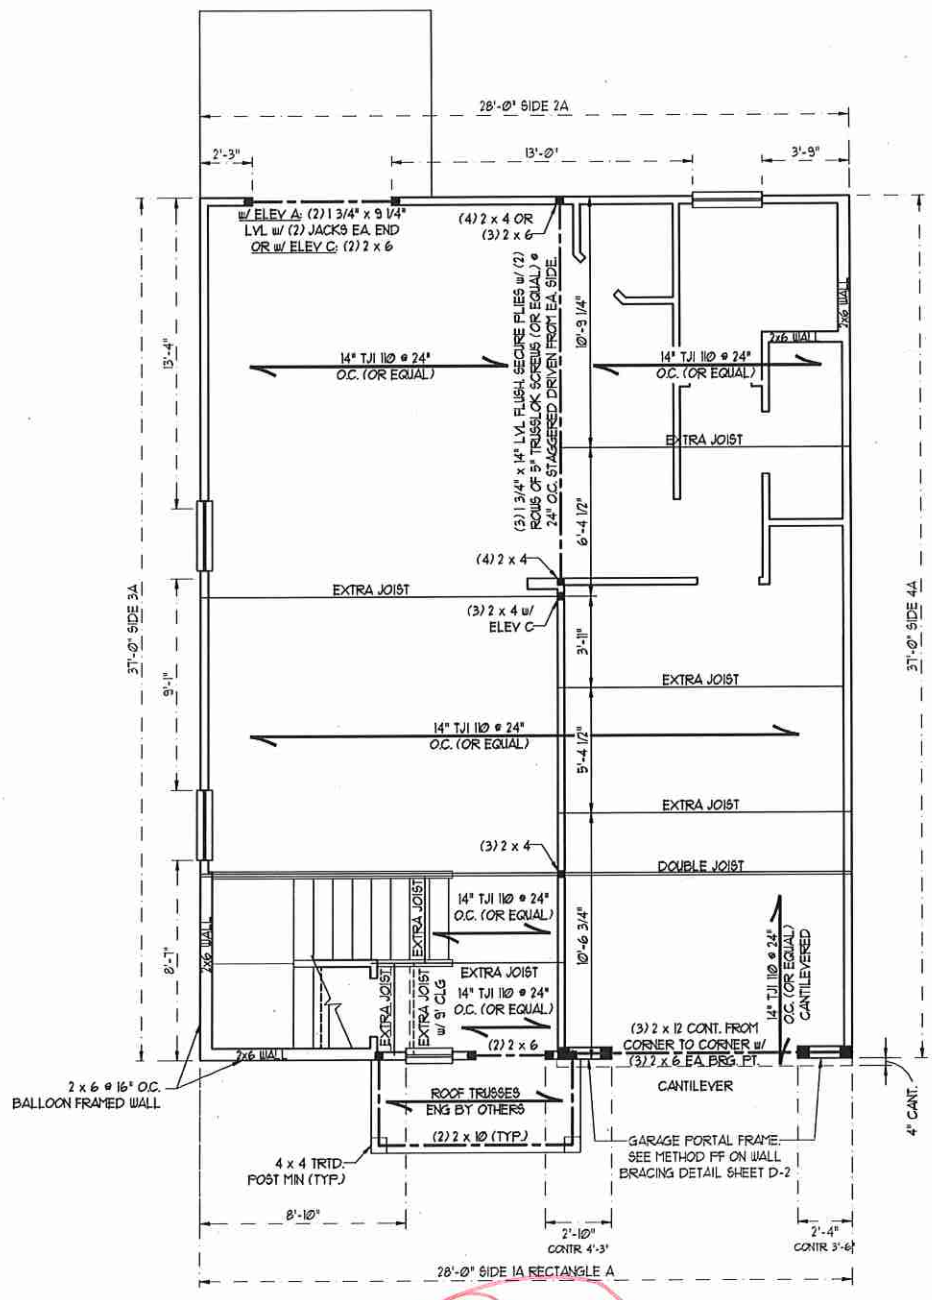 28'-0" SIDE 2A
2'-3"
13'-0"
3'-9"
w/ ELEV A: (2) 1 3/4" x 9 1/4"
LVL w/ (2) JACKS EA. END
OR w/ ELEV C: (2) 2 x 6
(4) 2 x 4 OR
(3) 2 x 6
(3) 1 3/4" x 14" LVL FLUSH. SECURE PLIES w/ (2)
ROWS OF 5" TRUSSLOK SCREWS (OR EQUAL) @
24" O.C. STAGGERED DRIVEN FROM EA. SIDE.
10'-9 1/4"
2x6 WALL
2x6 WALL
13'-4"
14" TJI 110 @ 24"
O.C. (OR EQUAL)
14" TJI 110 @ 24"
O.C. (OR EQUAL)
EXTRA JOIST
6'-4 1/2"
(4) 2 x 4
EXTRA JOIST
(3) 2 x 4 w/
ELEV C
37'-0" SIDE 3A
37'-0" SIDE 4A
3'-11"
9'-1"
EXTRA JOIST
14" TJI 110 @ 24"
O.C. (OR EQUAL)
5'-4 1/2"
EXTRA JOIST
(3) 2 x 4
DOUBLE JOIST
8'-7"
2x6 WALL
EXTRA JOIST
14" TJI 110 @ 24"
O.C. (OR EQUAL)
10'-6 3/4"
14" TJI 110 @ 24"
O.C. (OR EQUAL)
CANTILEVERED
EXTRA JOIST
EXTRA JOIST
EXTRA JOIST
w/ 9' CLG
14" TJI 110 @ 24"
O.C. (OR EQUAL)
(2) 2 x 6
2x6 WALL
(3) 2 x 12 CONT. FROM
CORNER TO CORNER w/
(3) 2 x 6 EA. BRG. PT.
CANTILEVER
2 x 6 @ 16" O.C.
BALLOON FRAMED WALL
ROOF TRUSSES
ENG BY OTHERS
(2) 2 x 10 (TYP.)
4" CANT.
4 x 4 TRTD.
POST MIN (TYP.)
GARAGE PORTAL FRAME.
SEE METHOD PF ON WALL
BRACING DETAIL SHEET D-2
8'-10"
2'-10"
CONTR 4'-3"
2'-4"
CONTR 3'-6"
28'-0" SIDE 1A RECTANGLE A